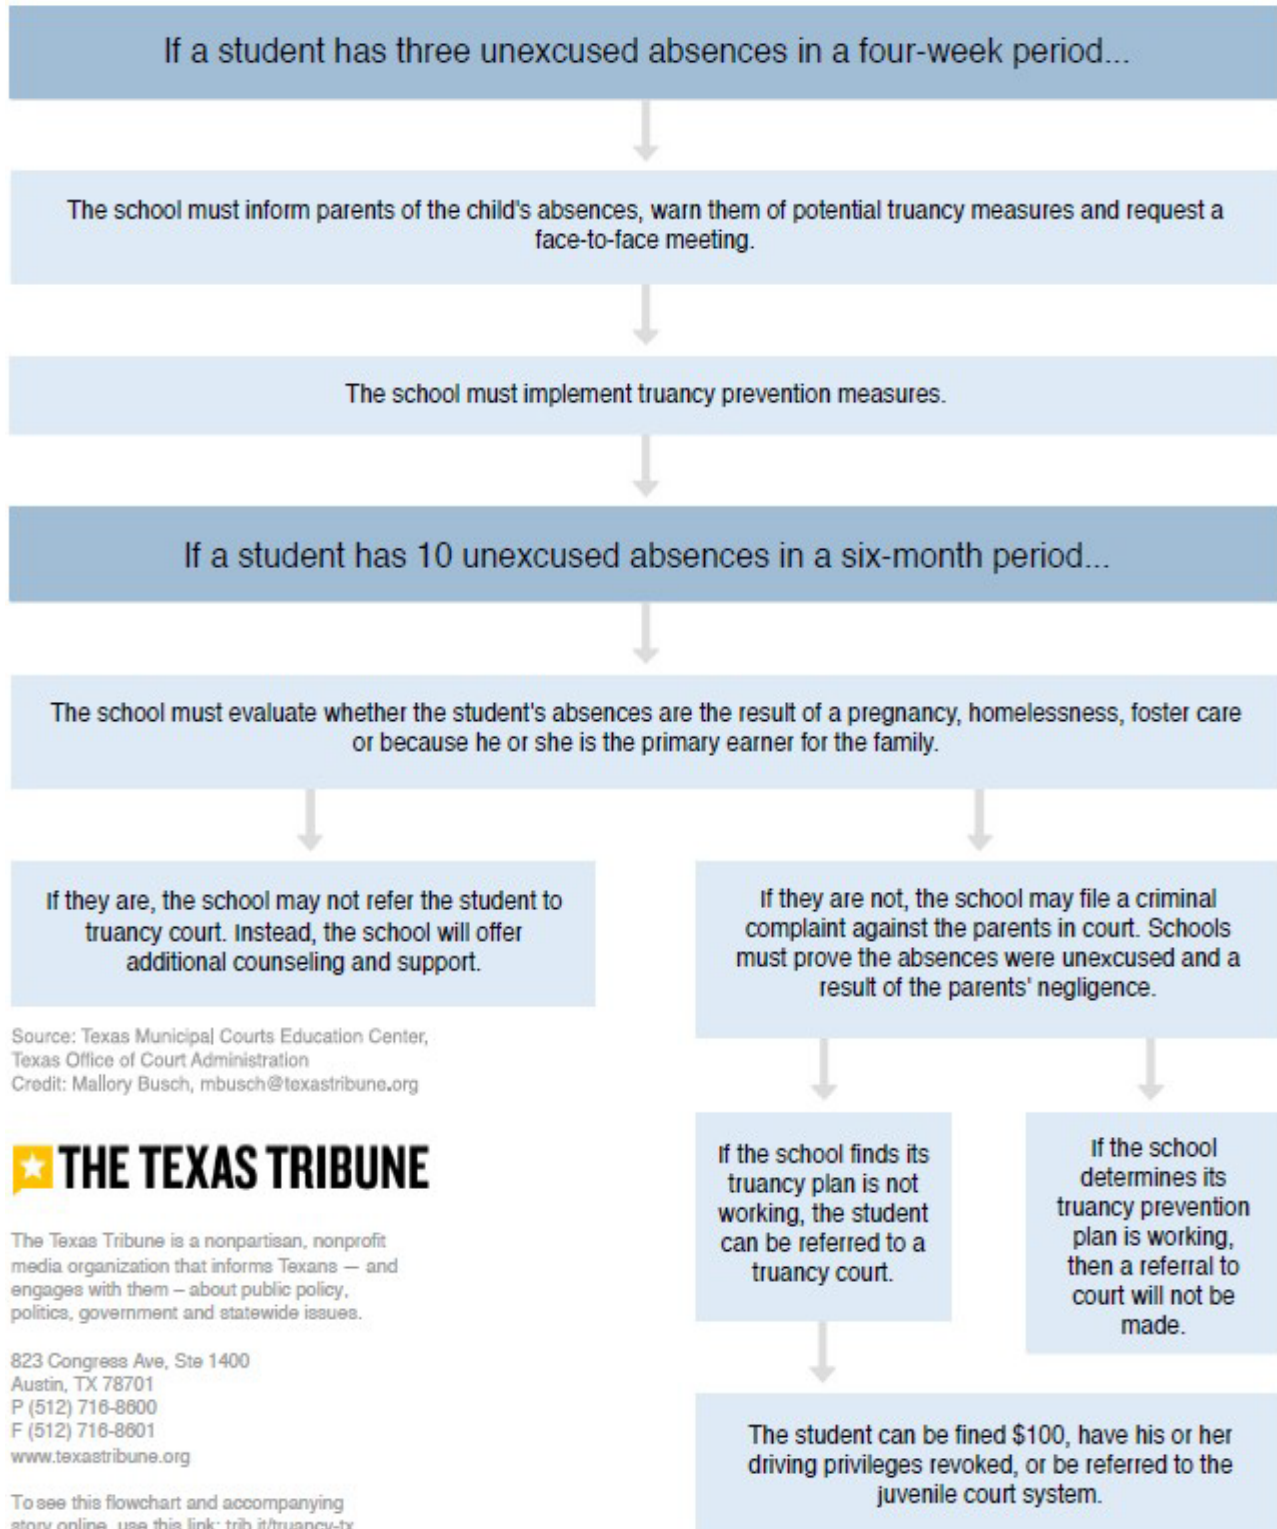 If a student has three unexcused absences in a four-week period...
The school must inform parents of the child's absences, warn them of potential truancy measures and request a
face-to-face meeting.
The school must implement truancy prevention measures.
If a student has 10 unexcused absences in a six-month period...
The school must evaluate whether the student's absences are the result of a pregnancy, homelessness, foster care
or because he or she is the primary earner for the family.
If they are, the school may not refer the student to
truancy court. Instead, the school will offer
additional counseling and support.
If they are not, the school may file a criminal
complaint against the parents in court. Schools
must prove the absences were unexcused and a
result of the parents' negligence.
If the school finds its
truancy plan is not
working, the student
can be referred to a
truancy court.
If the school
determines its
truancy prevention
plan is working,
then a referral to
court will not be
made.
The student can be fined $100, have his or her
driving privileges revoked, or be referred to the
juvenile court system.
Source: Texas Municipal Courts Education Center,
Texas Office of Court Administration
Credit: Mallory Busch, mbusch@texastribune.org
THE TEXAS TRIBUNE
The Texas Tribune is a nonpartisan, nonprofit
media organization that informs Texans — and
engages with them – about public policy,
politics, government and statewide issues.
823 Congress Ave, Ste 1400
Austin, TX 78701
P (512) 716-8600
F (512) 716-8601
www.texastribune.org
To see this flowchart and accompanying
story online, use this link: trib.it/truancy-tx